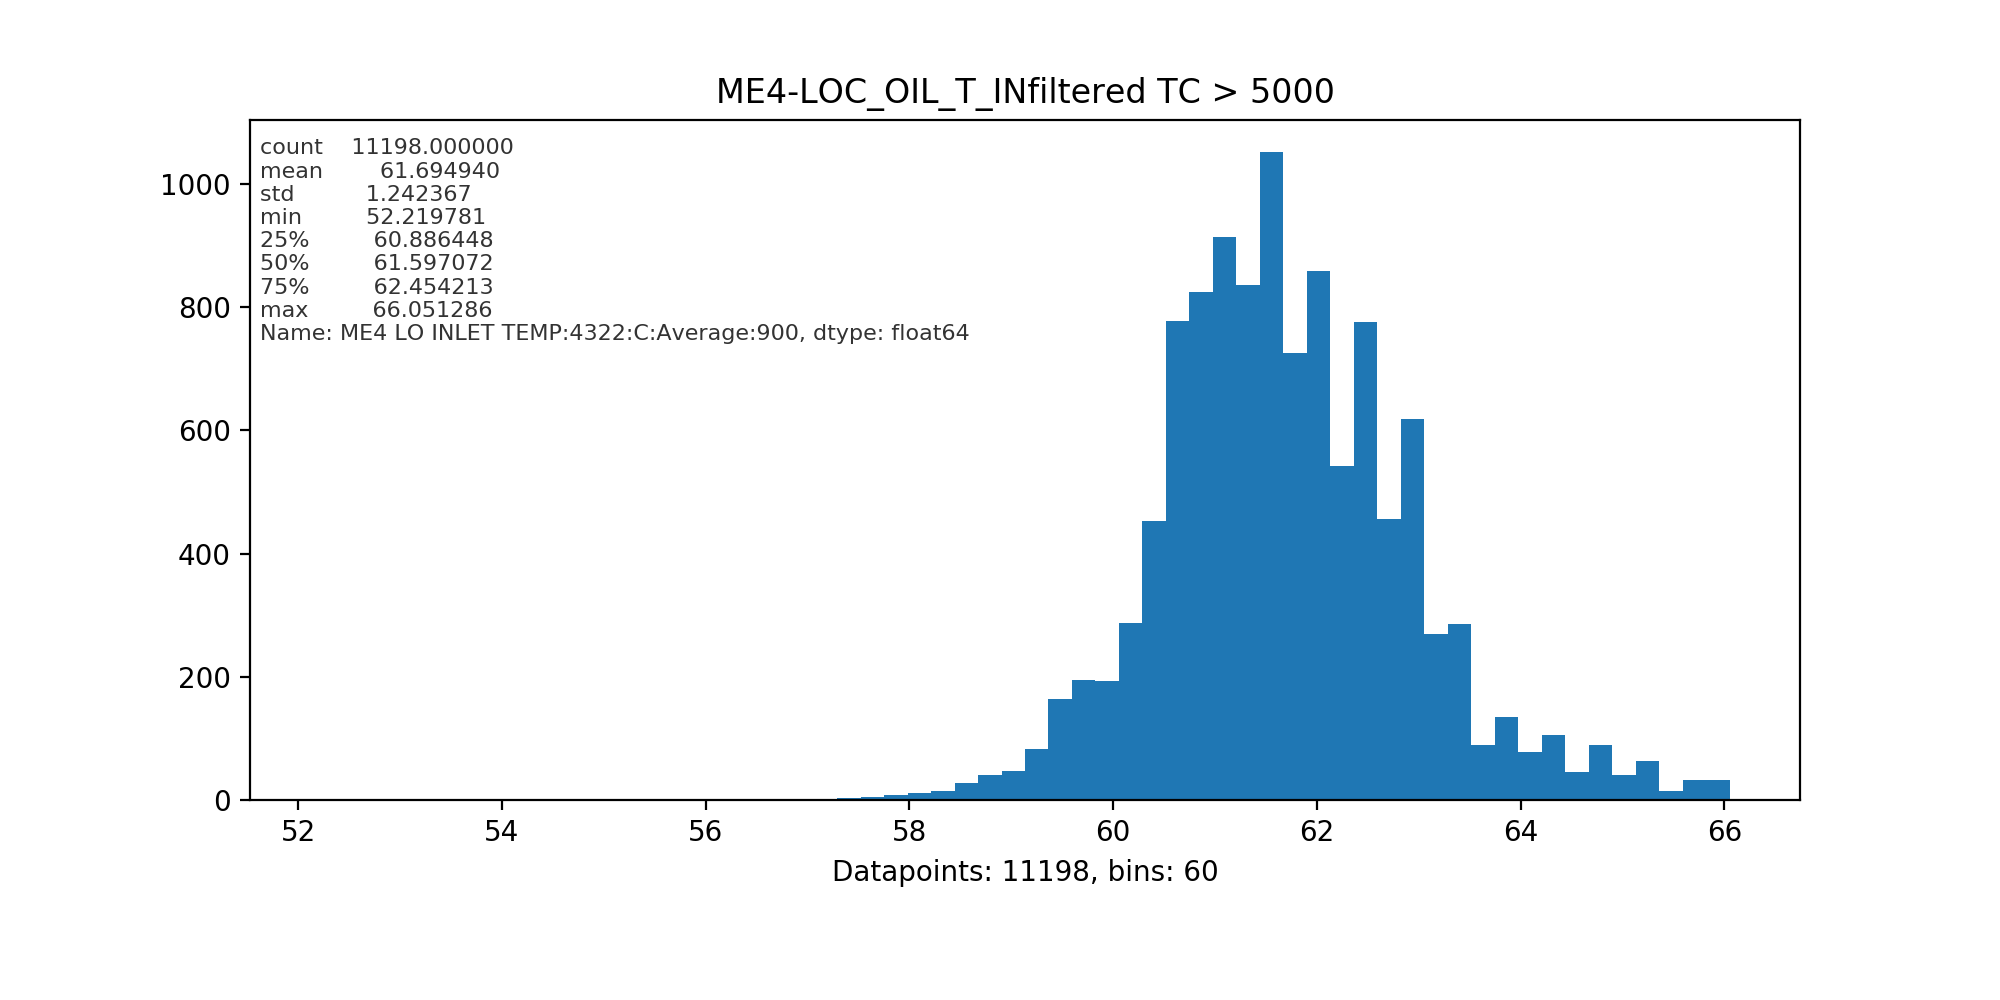 ME4-LOC_OIL_T_INfiltered TC > 5000
count 11198.000000
mean 61.694940
std 1.242367
min 52.219781
25% 60.886448
50% 61.597072
75% 62.454213
max 66.051286
Name: ME4 LO INLET TEMP:4322:C:Average:900, dtype: float64
1000
800
600
400
200
0
52 54 56 58 60 62 64 66
Datapoints: 11198, bins: 60